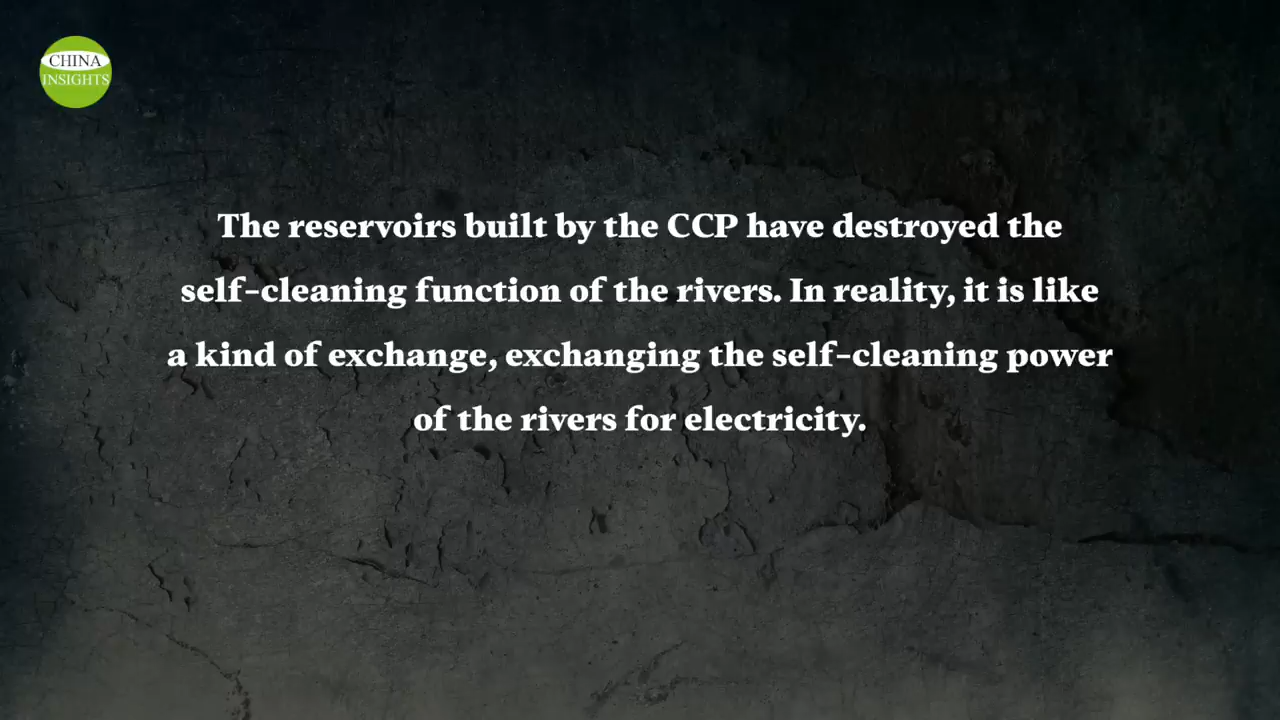 CHINA
INSIGHTS
The reservoirs built by the CCP have destroyed the
self-cleaning function of the rivers. In reality, it is like
a kind of exchange, exchanging the self-cleaning power
of the rivers for electricity.